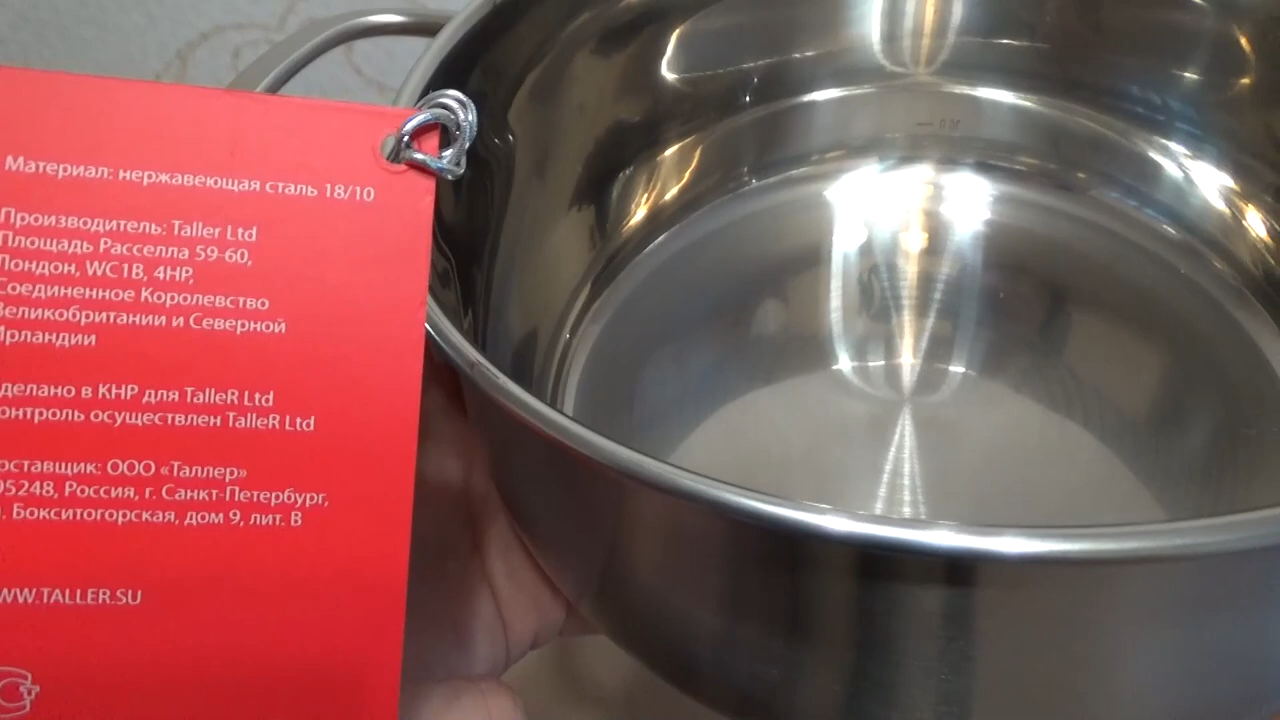 Материал: нержавеющая сталь 18/10
Производитель: Taller Ltd
Площадь Расселла 59-60,
Лондон, WC1B, 4HP,
Соединенное Королевство
Великобритании и Северной
Ирландии
делано в КНР для TalleR Ltd
онтроль осуществлен TalleR Ltd
оставщик: ООО «Таллер»
95248, Россия, г. Санкт-Петербург,
. Бокситогорская, дом 9, лит. В
WW.TALLER.SU